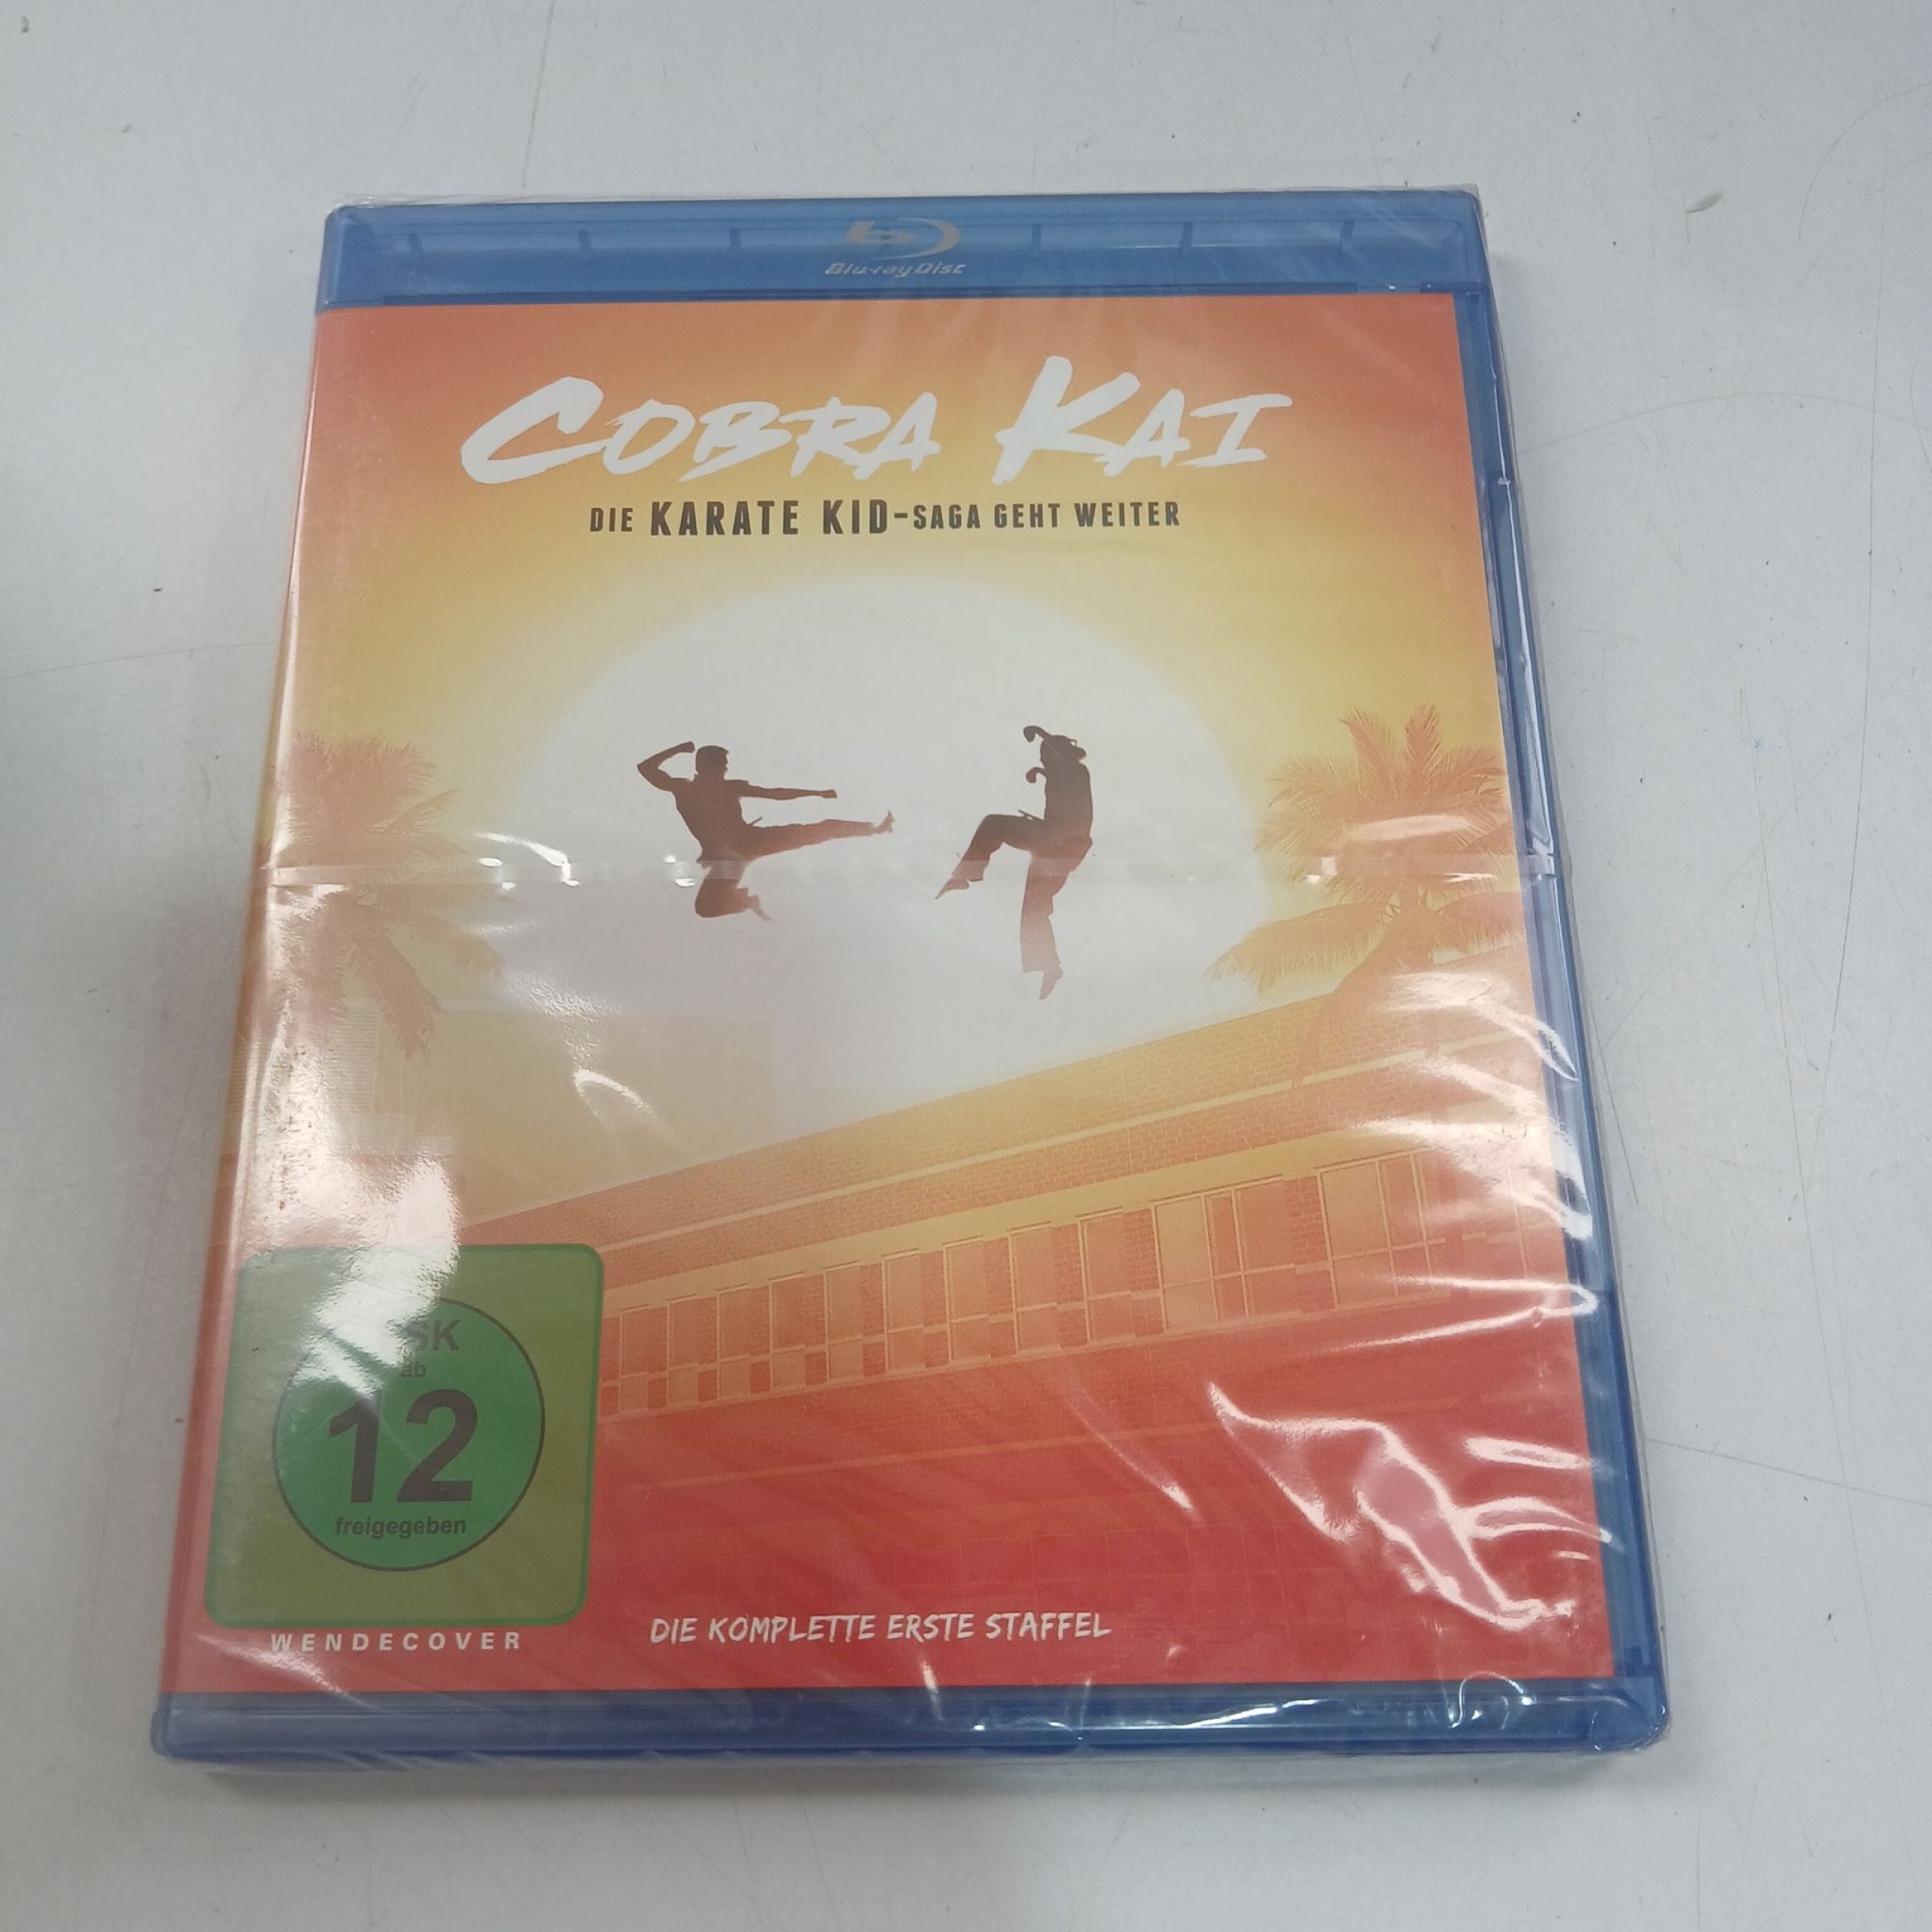 Blu-ray Disc
COBRA KAI
DIE KARATE KID-SAGA GEHT WEITER
ab
12
freigegeben
WENDECOVER
DIE KOMPLETTE ERSTE STAFFEL